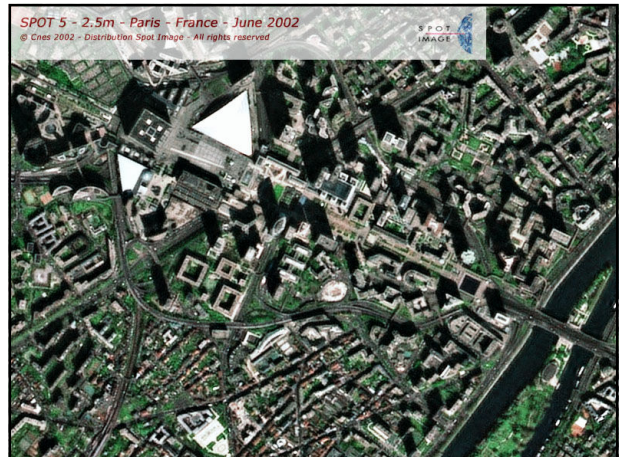 SPOT 5 - 2.5m - Paris - France - June 2002
© Cnes 2002 - Distribution Spot Image - All rights reserved
SPOT
IMAGE